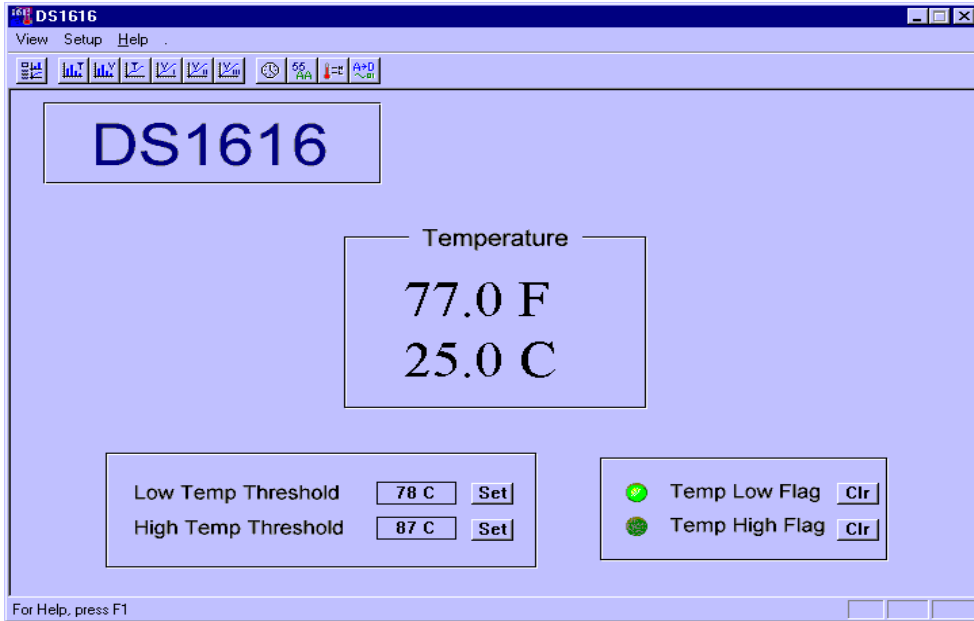 DS1616
View Setup Help .
DS1616
Temperature
77.0 F
25.0 C
Low Temp Threshold 78 C Set
High Temp Threshold 87 C Set
Temp Low Flag Clr
Temp High Flag Clr
For Help, press F1